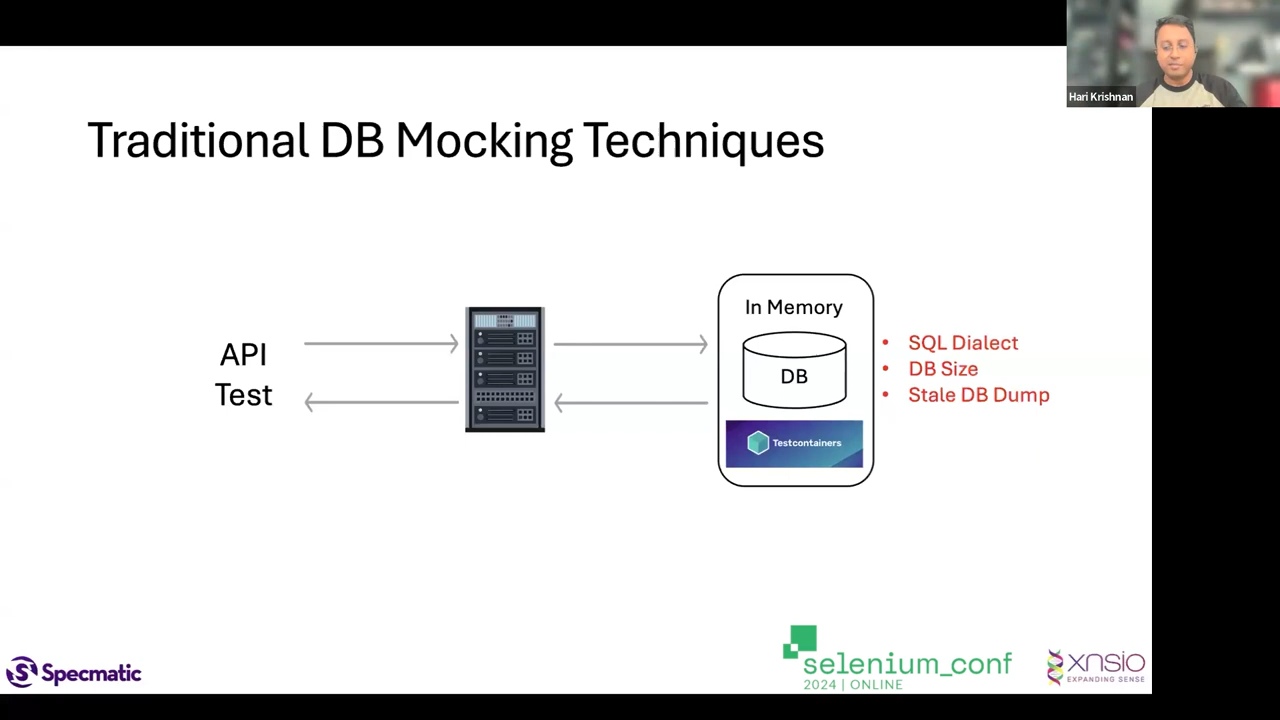 Hari Krishnan
Traditional DB Mocking Techniques
API
Test
In Memory
DB
Testcontainers
• SQL Dialect
• DB Size
• Stale DB Dump
Specmatic
selenium_conf
2024 | ONLINE
xnsio
EXPANDING SENSE